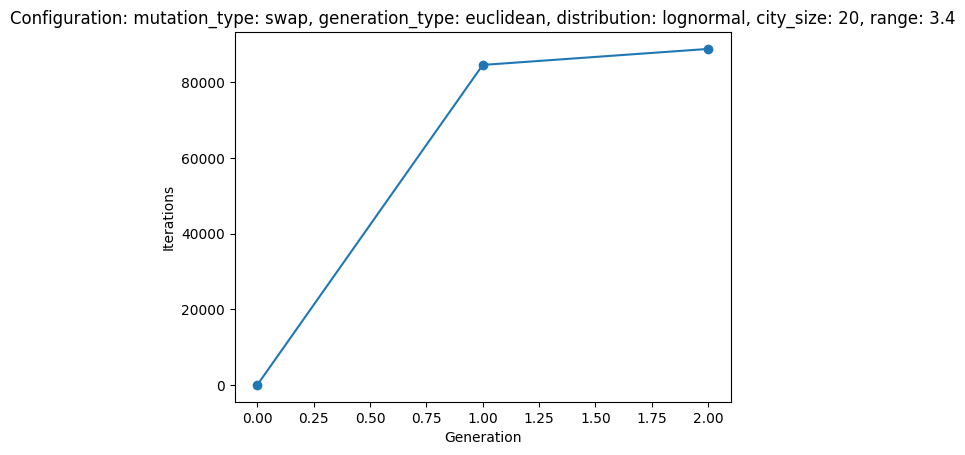 Configuration: mutation_type: swap, generation_type: euclidean, distribution: lognormal, city_size: 20, range: 3.4
80000
60000
40000
20000
0
Iterations
0.00 0.25 0.50 0.75 1.00 1.25 1.50 1.75 2.00
Generation